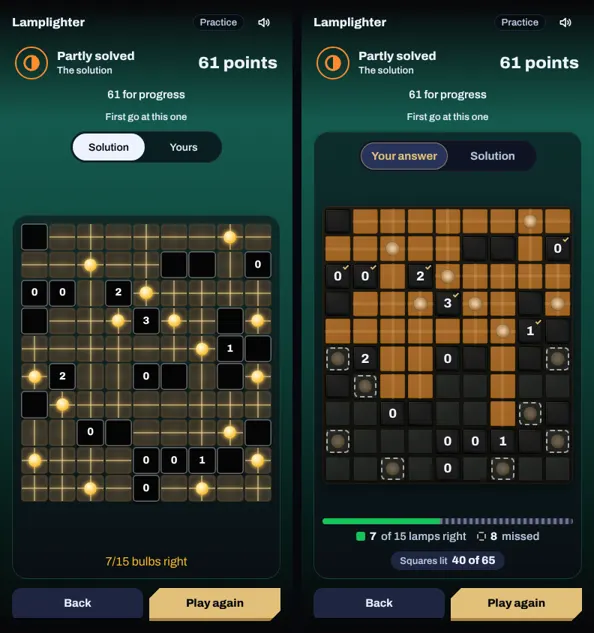 Lamplighter Practice
Partly solved
The solution
61 points
61 for progress
First go at this one
Solution Yours
0
0 0 2
3
1
2 0
0
0 0 1
0
7/15 bulbs right
Back Play again
Lamplighter Practice
Partly solved
The solution
61 points
61 for progress
First go at this one
Your answer Solution
0
0 0 2
3
1
2 0
0
0 0 1
0
7 of 15 lamps right 8 missed
Squares lit 40 of 65
Back Play again